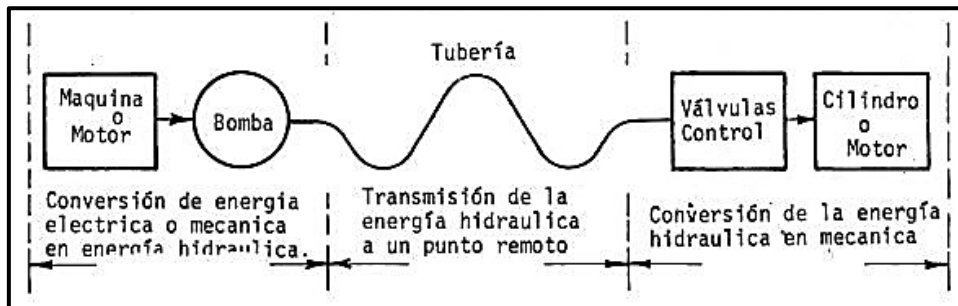 Tubería
Maquina
o
Motor
Bomba
Válvulas
Control
Cilindro
o
Motor
Conversión de energia
electrica o mecanica
en energía hidraulica.
Transmisión de la
energía hidraulica
a un punto remoto
Conversión de la energía
hidraulica en mecanica